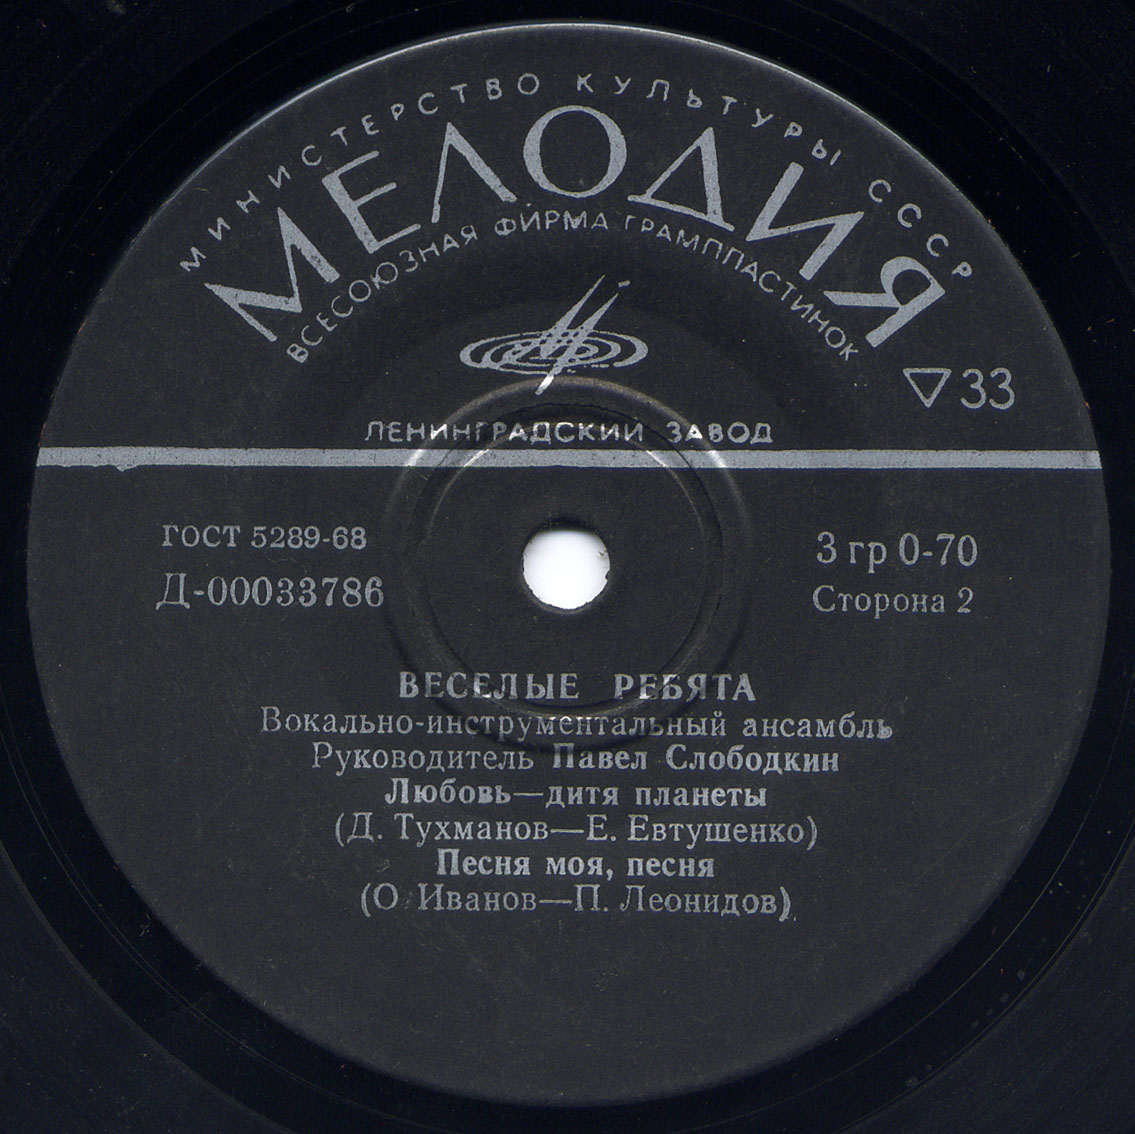 МИНИСТЕРСТВО КУЛЬТУРЫ СССР
МЕЛОДИЯ
ВСЕСОЮЗНАЯ ФИРМА ГРАМПЛАСТИНОК
▽33
ЛЕНИНГРАДСКИЙ ЗАВОД
ГОСТ 5289-68
Д-00033786
3 гр 0-70
Сторона 2
ВЕСЕЛЫЕ РЕБЯТА
Вокально-инструментальный ансамбль
Руководитель Павел Слободкин
Любовь—дитя планеты
(Д. Тухманов—Е. Евтушенко)
Песня моя, песня
(О. Иванов—П. Леонидов)